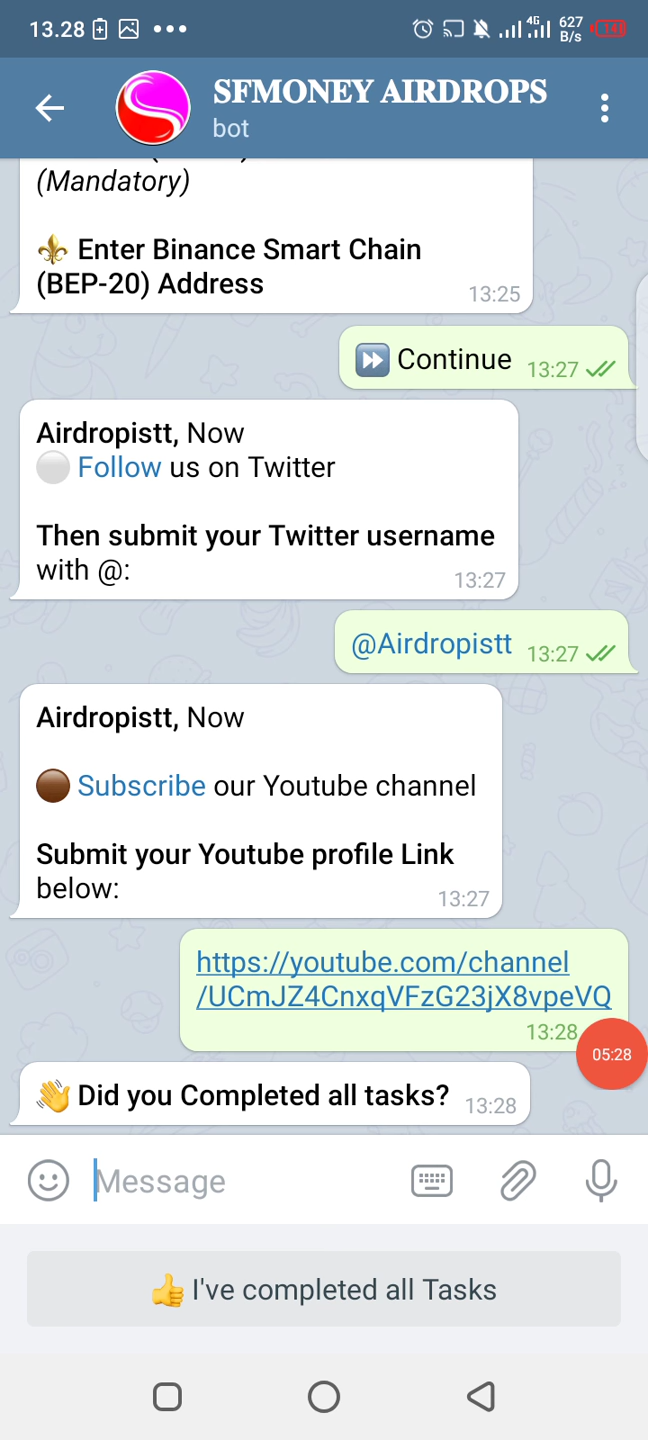 13.28
4G
627
B/s
14
SFMONEY AIRDROPS
bot
(Mandatory)
⚜️ Enter Binance Smart Chain
(BEP-20) Address
13:25
⏩ Continue 13:27
Airdropistt, Now
⚪ Follow us on Twitter
Then submit your Twitter username
with @:
13:27
@Airdropistt 13:27
Airdropistt, Now
🟤 Subscribe our Youtube channel
Submit your Youtube profile Link
below:
13:27
https://youtube.com/channel
/UCmJZ4CnxqVFzG23jX8vpeVQ
13:28
05:28
👋 Did you Completed all tasks? 13:28
Message
👍 I've completed all Tasks